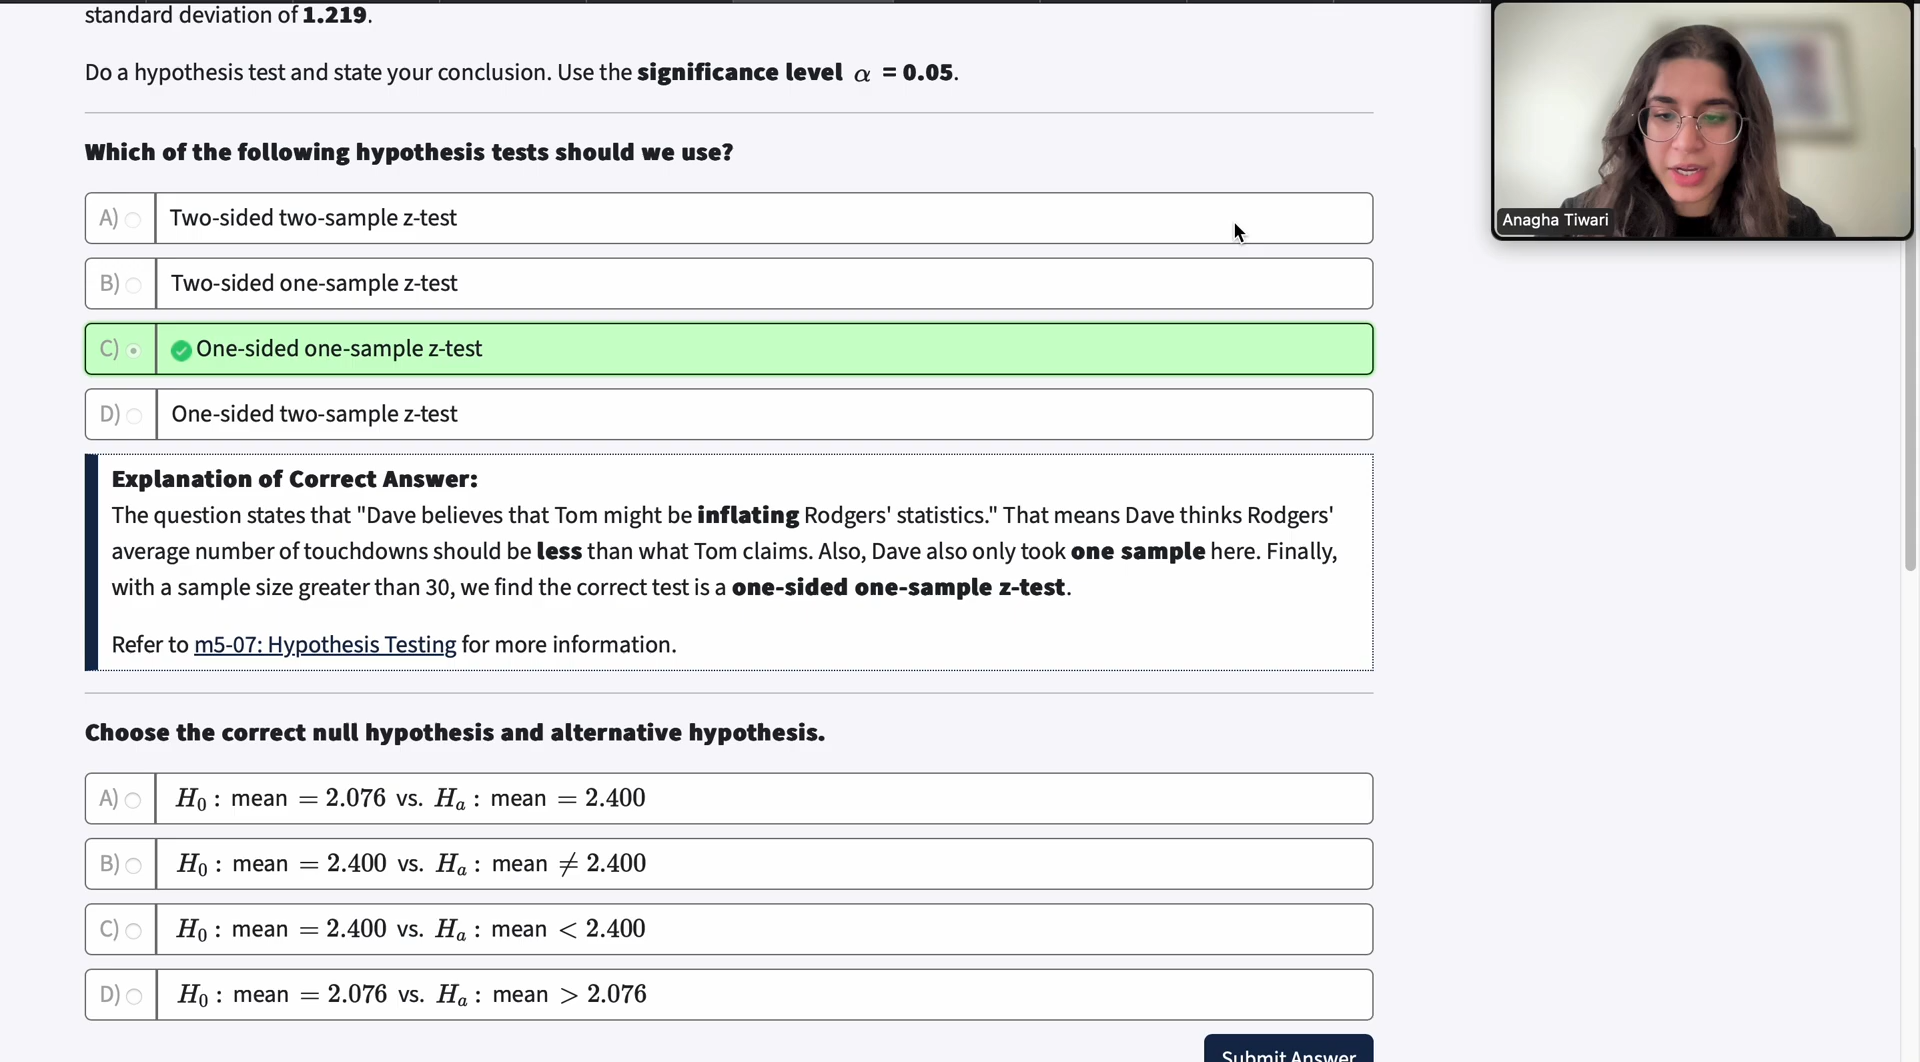 standard deviation of 1.219.
Do a hypothesis test and state your conclusion. Use the significance level α = 0.05.
Which of the following hypothesis tests should we use?
A) Two-sided two-sample z-test
B) Two-sided one-sample z-test
C) One-sided one-sample z-test
D) One-sided two-sample z-test
Explanation of Correct Answer:
The question states that "Dave believes that Tom might be inflating Rodgers' statistics." That means Dave thinks Rodgers'
average number of touchdowns should be less than what Tom claims. Also, Dave also only took one sample here. Finally,
with a sample size greater than 30, we find the correct test is a one-sided one-sample z-test.
Refer to m5-07: Hypothesis Testing for more information.
Choose the correct null hypothesis and alternative hypothesis.
A) H₀ : mean = 2.076 vs. Hₐ : mean = 2.400
B) H₀ : mean = 2.400 vs. Hₐ : mean ≠ 2.400
C) H₀ : mean = 2.400 vs. Hₐ : mean < 2.400
D) H₀ : mean = 2.076 vs. Hₐ : mean > 2.076
Submit Answer
Anagha Tiwari